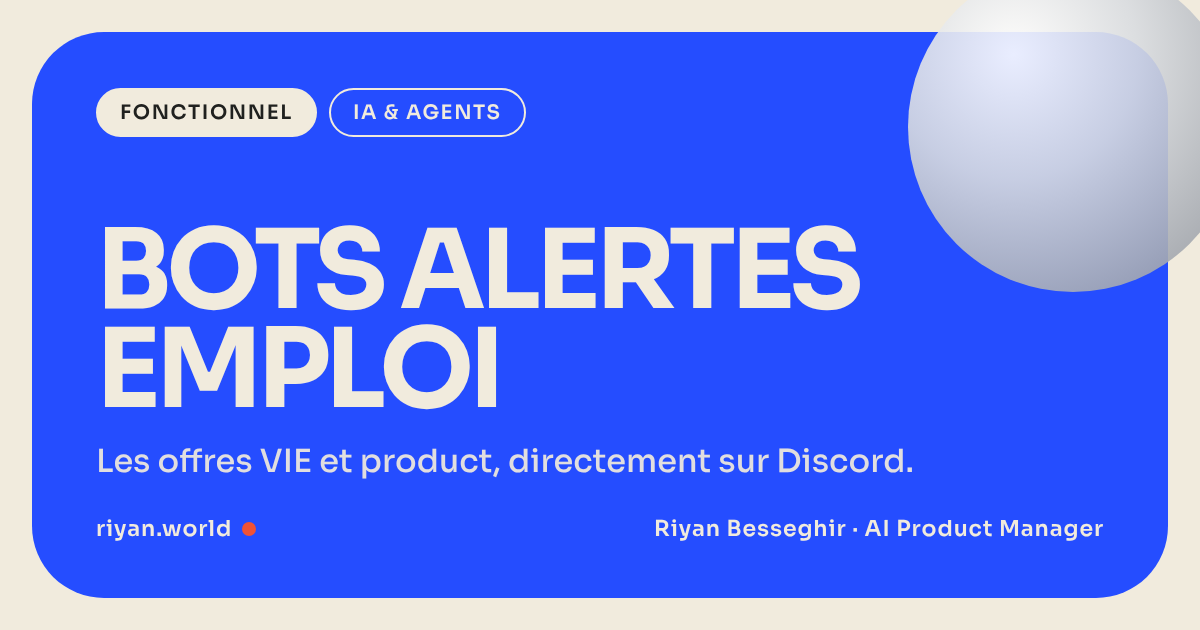 FONCTIONNEL
IA & AGENTS
BOTS ALERTES
EMPLOI
Les offres VIE et product, directement sur Discord.
riyan.world
Riyan Besseghir · AI Product Manager